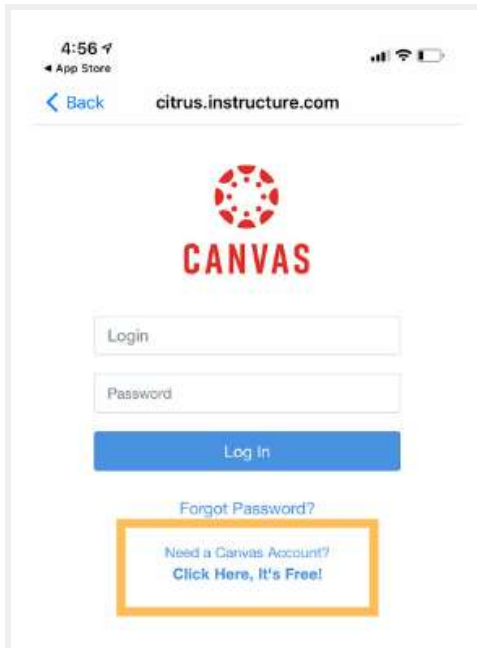 4:56
◀ App Store
Back citrus.instructure.com
CANVAS
Login
Password
Log In
Forgot Password?
Need a Canvas Account?
Click Here, It's Free!